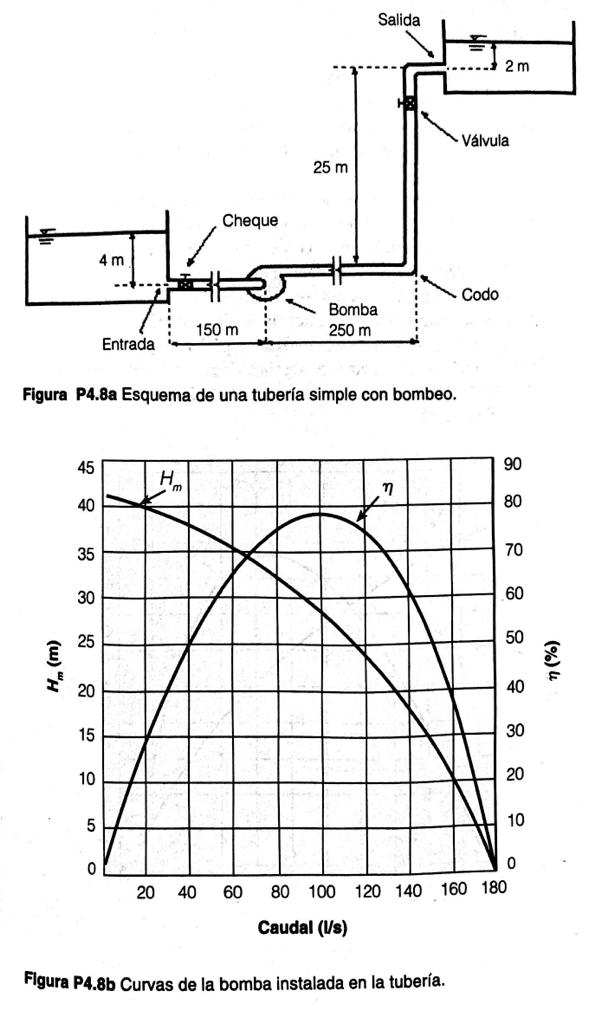 Salida
2 m
Válvula
25 m
Cheque
4 m
Bomba
Codo
Entrada
150 m
250 m
Figura P4.8a Esquema de una tubería simple con bombeo.
45
90
Hm
η
40
80
35
70
30
60
25
50
20
40
15
30
10
20
5
10
0
0
Hm (m)
η (%)
20 40 60 80 100 120 140 160 180
Caudal (l/s)
Figura P4.8b Curvas de la bomba instalada en la tubería.